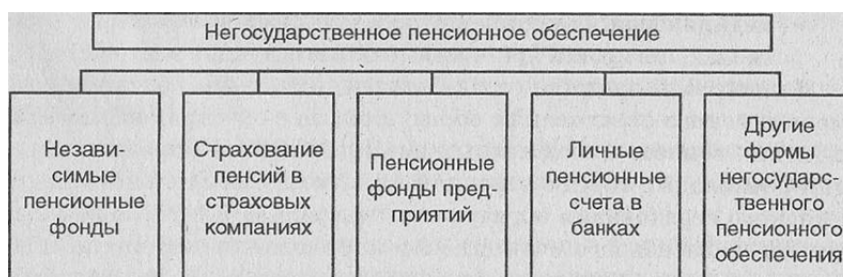 Негосударственное пенсионное обеспечение
Незави-
симые
пенсионные
фонды
Страхование
пенсий в
страховых
компаниях
Пенсионные
фонды пред-
приятий
Личные
пенсионные
счета в
банках
Другие
формы
негосударс-
твенного
пенсионного
обеспечения